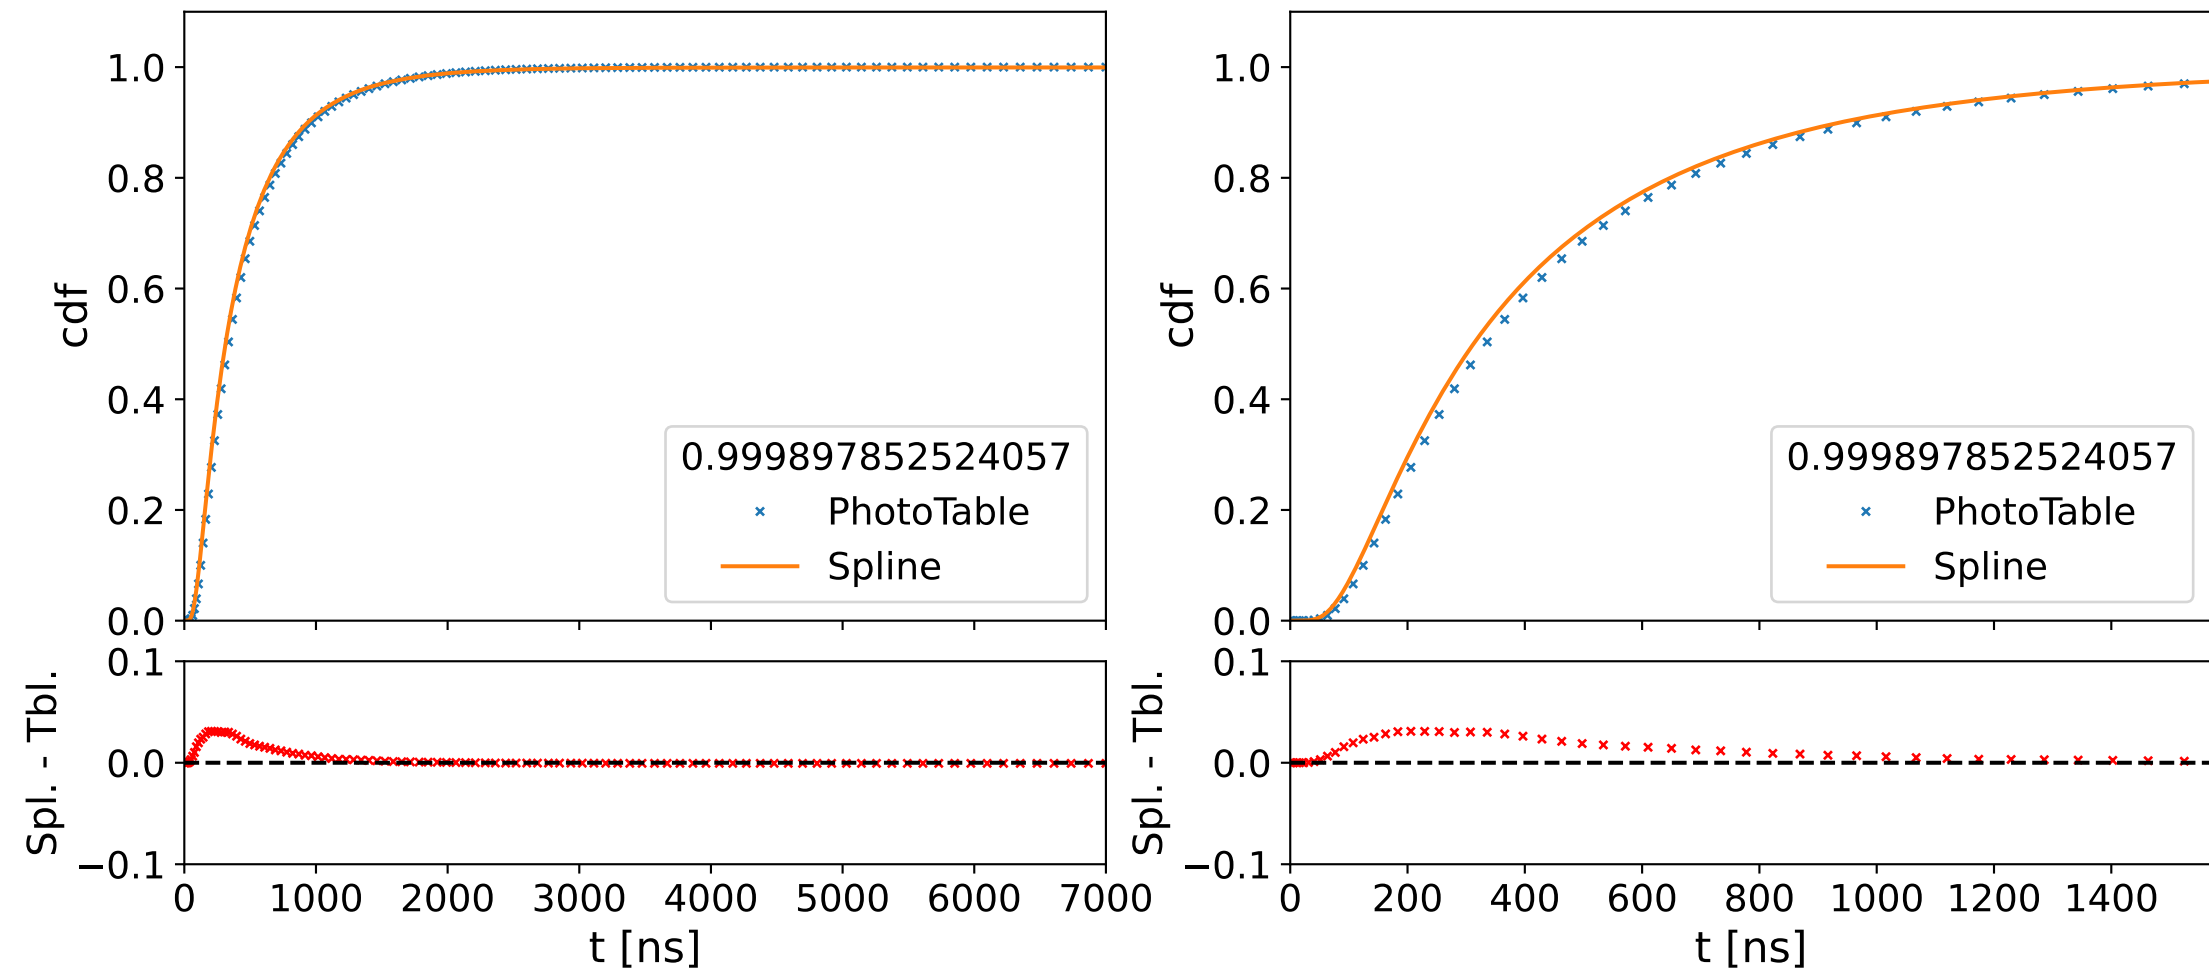 1.0
0.8
0.6
0.4
0.2
0.0
cdf
0.999897852524057
PhotoTable
Spline
0.1
0.0
−0.1
Spl. - Tbl.
0 1000 2000 3000 4000 5000 6000 7000
t [ns]
1.0
0.8
0.6
0.4
0.2
0.0
cdf
0.999897852524057
PhotoTable
Spline
0.1
0.0
−0.1
Spl. - Tbl.
0 200 400 600 800 1000 1200 1400
t [ns]